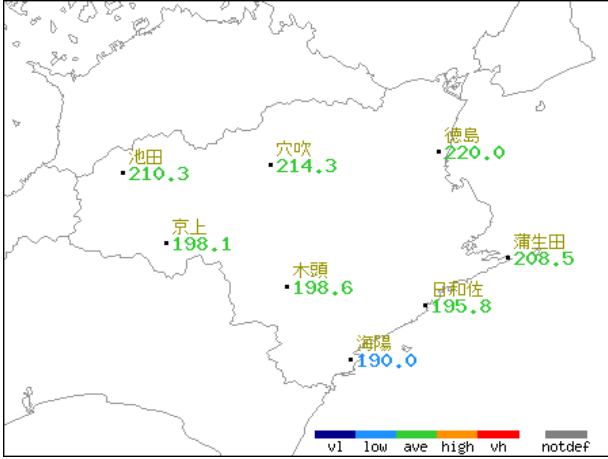 徳島
220.0
穴吹
214.3
池田
210.3
京上
198.1
蒲生田
208.5
木頭
198.6
日和佐
195.8
海陽
190.0
vl low ave high vh notdef